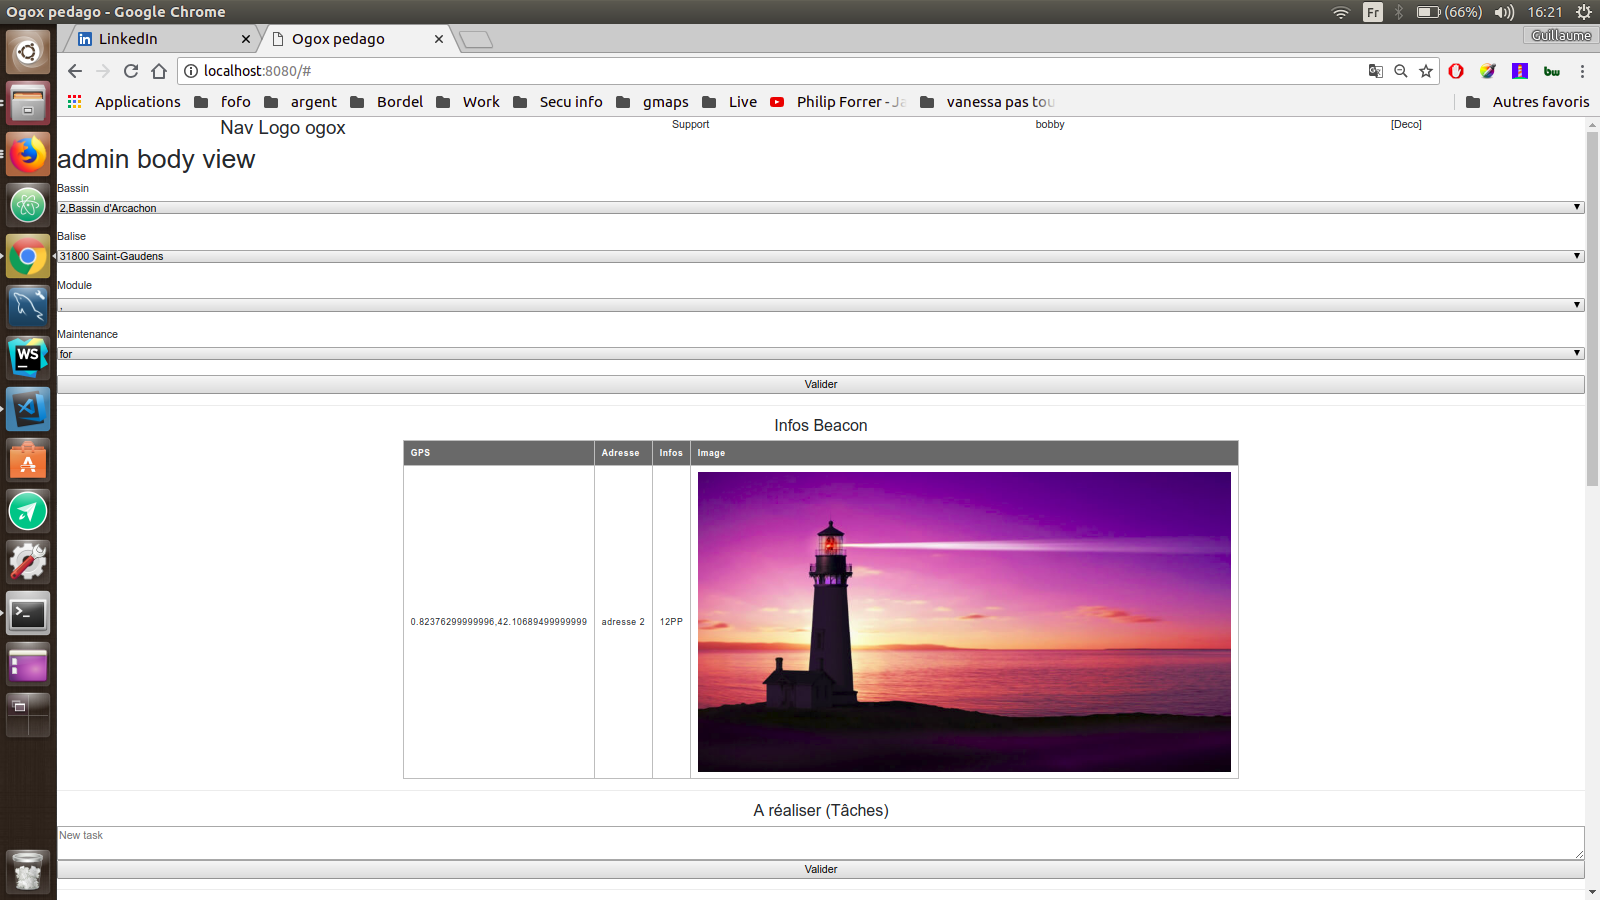 Ogox pedago - Google Chrome
Fr
(66%)
16:21
LinkedIn
Ogox pedago
Guillaume
localhost:8080/#
Applications
fofo
argent
Bordel
Work
Secu info
gmaps
Live
Philip Forrer - Ja
vanessa pas tou
Autres favoris
Nav Logo ogox
Support
bobby
[Deco]
admin body view
Bassin
2,Bassin d'Arcachon
Balise
31800 Saint-Gaudens
Module
,
Maintenance
for
Valider
Infos Beacon
GPS
Adresse
Infos
Image
0.82376299999996,42.10689499999999
adresse 2
12PP
A réaliser (Tâches)
New task
Valider